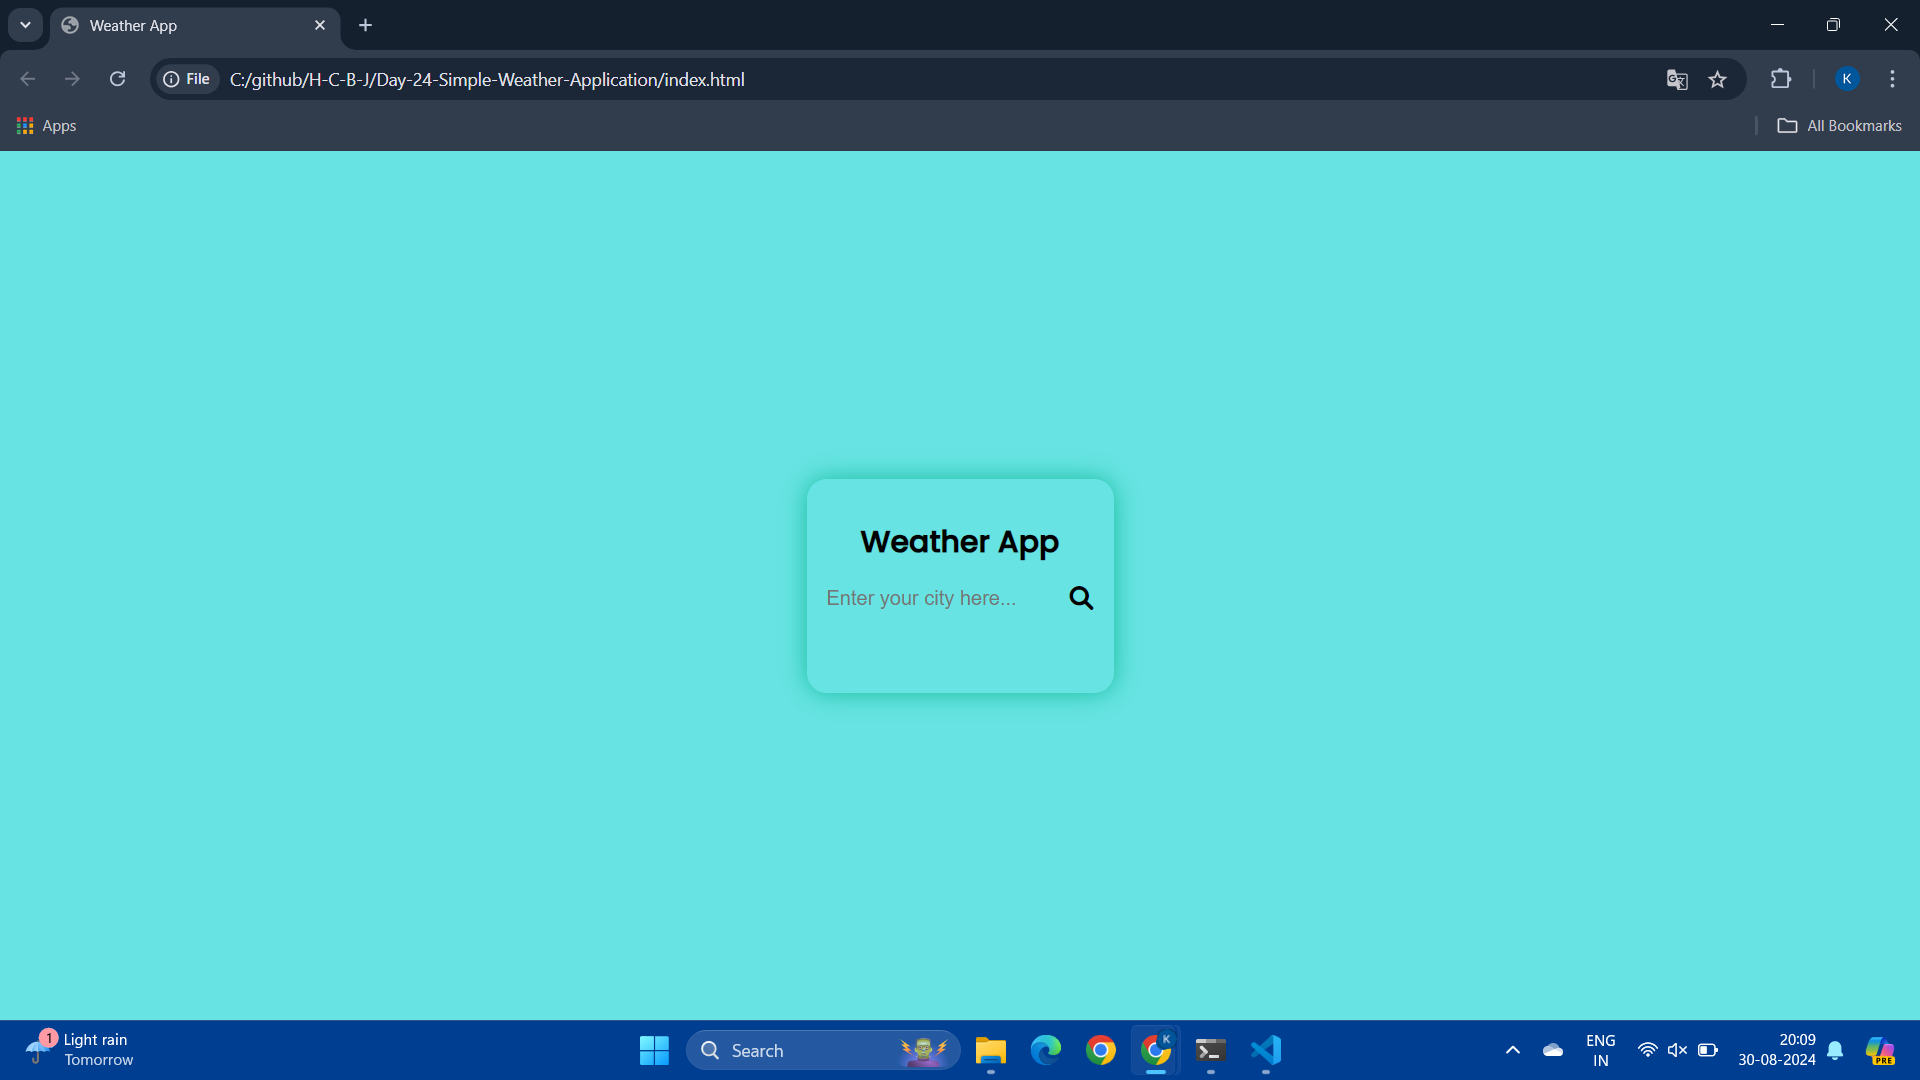 Weather App
File C:/github/H-C-B-J/Day-24-Simple-Weather-Application/index.html
K
Apps
All Bookmarks
Weather App
Enter your city here...
1
Light rain
Tomorrow
Search
K
ENG
IN
20:09
30-08-2024
PRE